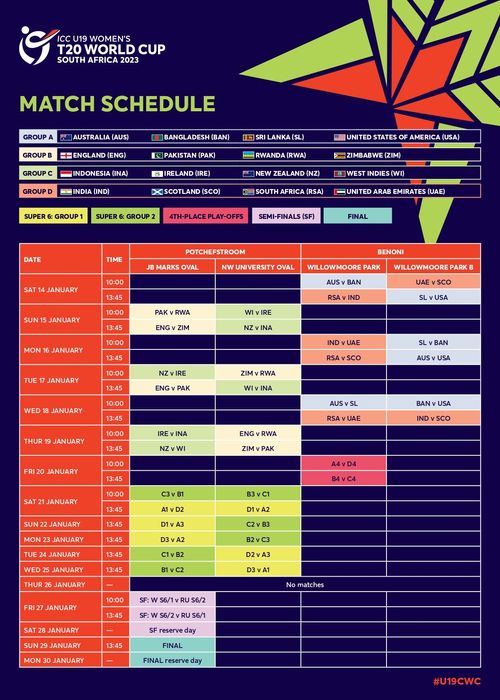 ICC U19 WOMEN'S
T20 WORLD CUP
SOUTH AFRICA 2023
MATCH SCHEDULE
GROUP A AUSTRALIA (AUS) BANGLADESH (BAN) SRI LANKA (SL) UNITED STATES OF AMERICA (USA)
GROUP B ENGLAND (ENG) PAKISTAN (PAK) RWANDA (RWA) ZIMBABWE (ZIM)
GROUP C INDONESIA (INA) IRELAND (IRE) NEW ZEALAND (NZ) WEST INDIES (WI)
GROUP D INDIA (IND) SCOTLAND (SCO) SOUTH AFRICA (RSA) UNITED ARAB EMIRATES (UAE)
SUPER 6: GROUP 1 SUPER 6: GROUP 2 4TH-PLACE PLAY-OFFS SEMI-FINALS (SF) FINAL
DATE TIME POTCHEFSTROOM BENONI
JB MARKS OVAL NW UNIVERSITY OVAL WILLOWMOORE PARK WILLOWMOORE PARK B
SAT 14 JANUARY 10:00 AUS v BAN UAE v SCO
13:45 RSA v IND SL v USA
SUN 15 JANUARY 10:00 PAK v RWA WI v IRE
13:45 ENG v ZIM NZ v INA
MON 16 JANUARY 10:00 IND v UAE SL v BAN
13:45 RSA v SCO AUS v USA
TUE 17 JANUARY 10:00 NZ v IRE ZIM v RWA
13:45 ENG v PAK WI v INA
WED 18 JANUARY 10:00 AUS v SL BAN v USA
13:45 RSA v UAE IND v SCO
THUR 19 JANUARY 10:00 IRE v INA ENG v RWA
13:45 NZ v WI ZIM v PAK
FRI 20 JANUARY 10:00 A4 v D4
13:45 B4 v C4
SAT 21 JANUARY 10:00 C3 v B1 B3 v C1
13:45 A1 v D2 D1 v A2
SUN 22 JANUARY 13:45 D1 v A3 C2 v B3
MON 23 JANUARY 13:45 D3 v A2 B2 v C3
TUE 24 JANUARY 13:45 C1 v B2 D2 v A3
WED 25 JANUARY 13:45 B1 v C2 D3 v A1
THUR 26 JANUARY — No matches
FRI 27 JANUARY 10:00 SF: W S6/1 v RU S6/2
13:45 SF: W S6/2 v RU S6/1
SAT 28 JANUARY — SF reserve day
SUN 29 JANUARY 13:45 FINAL
MON 30 JANUARY — FINAL reserve day
#U19CWC